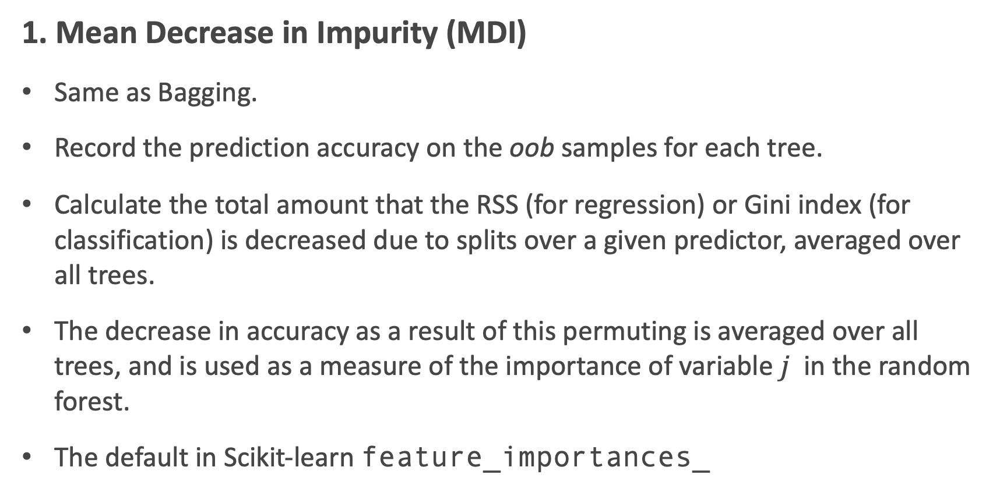 1. Mean Decrease in Impurity (MDI)
• Same as Bagging.
• Record the prediction accuracy on the oob samples for each tree.
• Calculate the total amount that the RSS (for regression) or Gini index (for
classification) is decreased due to splits over a given predictor, averaged over
all trees.
• The decrease in accuracy as a result of this permuting is averaged over all
trees, and is used as a measure of the importance of variable j in the random
forest.
• The default in Scikit-learn feature_importances_